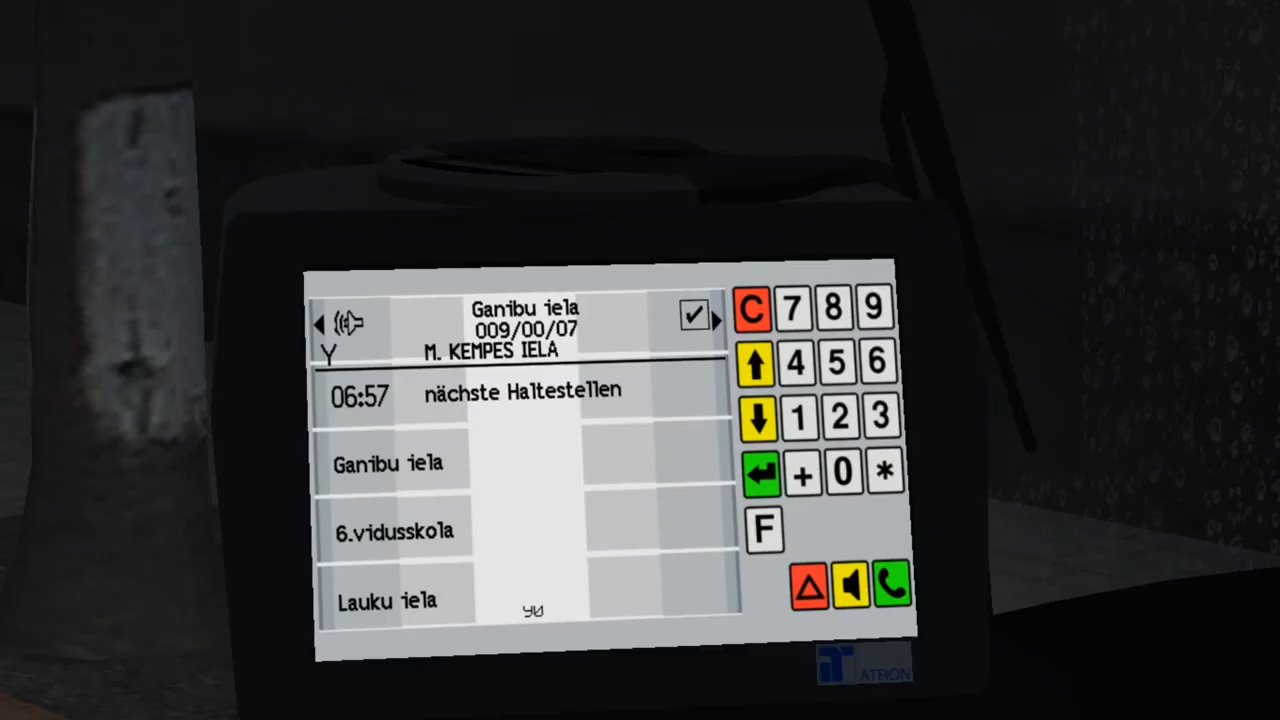 Ganibu iela
009/00/07
Y M. KEMPES IELA
06:57 nächste Haltestellen
Ganibu iela
6.vidusskola
Lauku iela
C 7 8 9
4 5 6
1 2 3
+ 0 *
F
ATRON